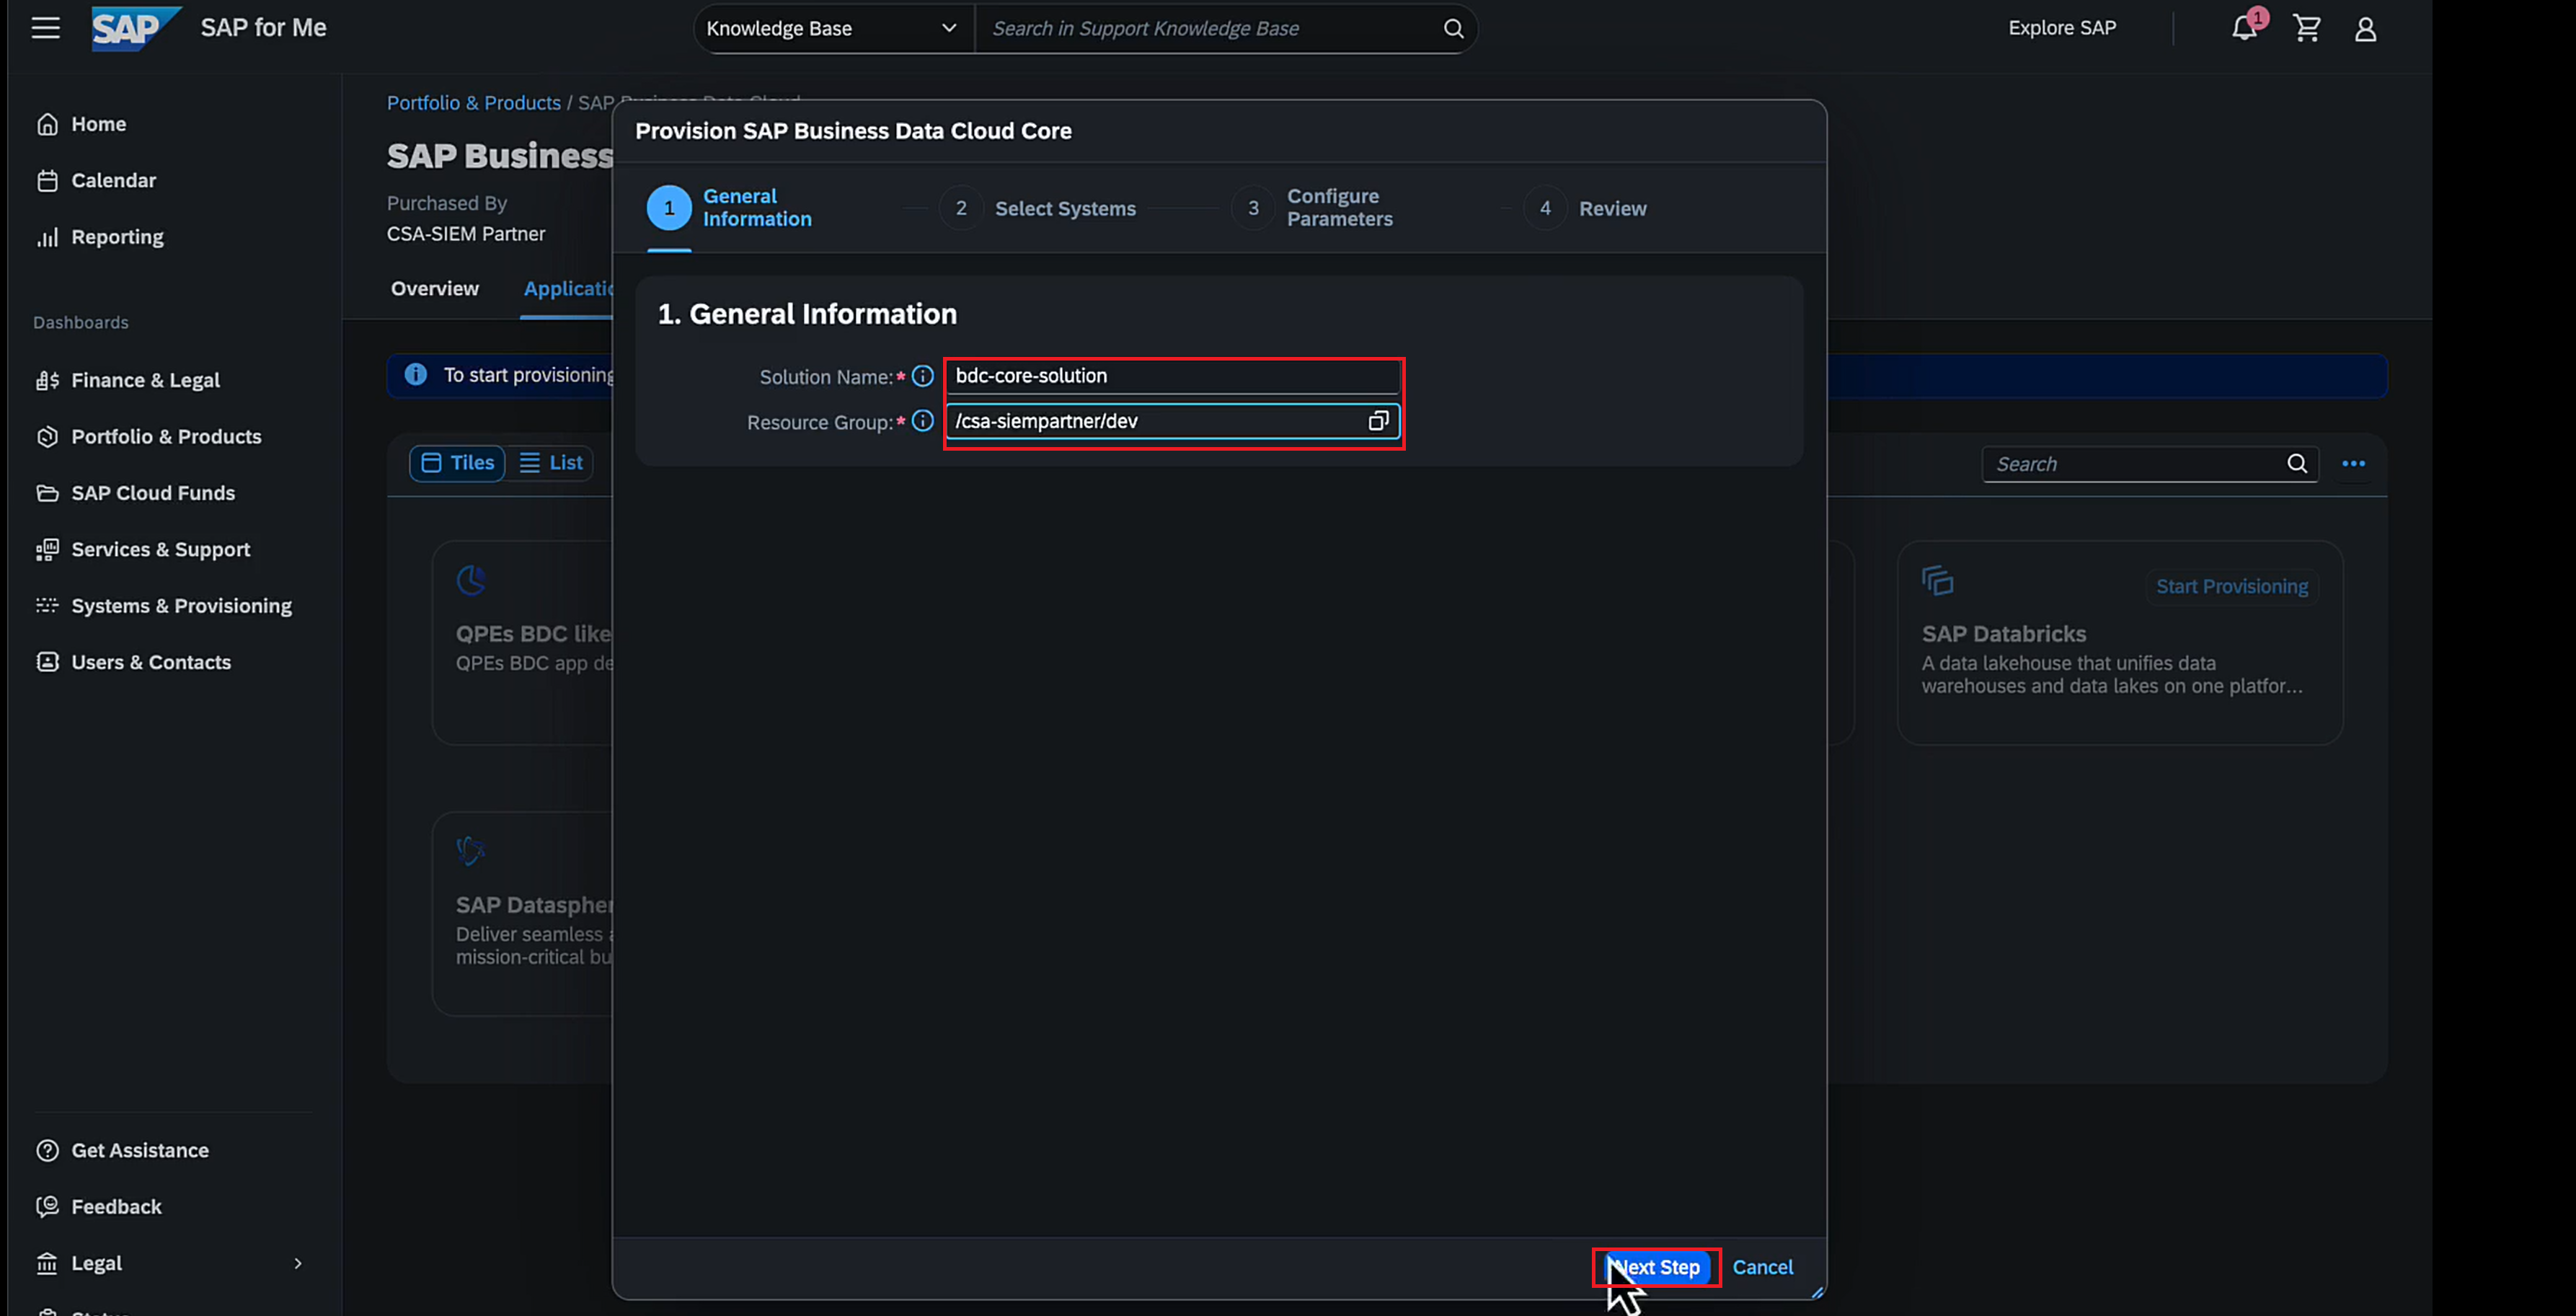 SAP SAP for Me
Knowledge Base
Search in Support Knowledge Base
Explore SAP
1
Home
Calendar
Reporting
Dashboards
Finance & Legal
Portfolio & Products
SAP Cloud Funds
Services & Support
Systems & Provisioning
Users & Contacts
Get Assistance
Feedback
Legal
Portfolio & Products / SAP Business Data Cloud
SAP Business
Purchased By
CSA-SIEM Partner
Overview
Applicatio
To start provisioning
Tiles
List
Search
QPEs BDC like
QPEs BDC app de
SAP Dataspher
Deliver seamless a
mission-critical bu
Start Provisioning
SAP Databricks
A data lakehouse that unifies data
warehouses and data lakes on one platfor...
Provision SAP Business Data Cloud Core
1 General
Information
2 Select Systems
3 Configure
Parameters
4 Review
1. General Information
Solution Name:* bdc-core-solution
Resource Group:* /csa-siempartner/dev
Next Step
Cancel